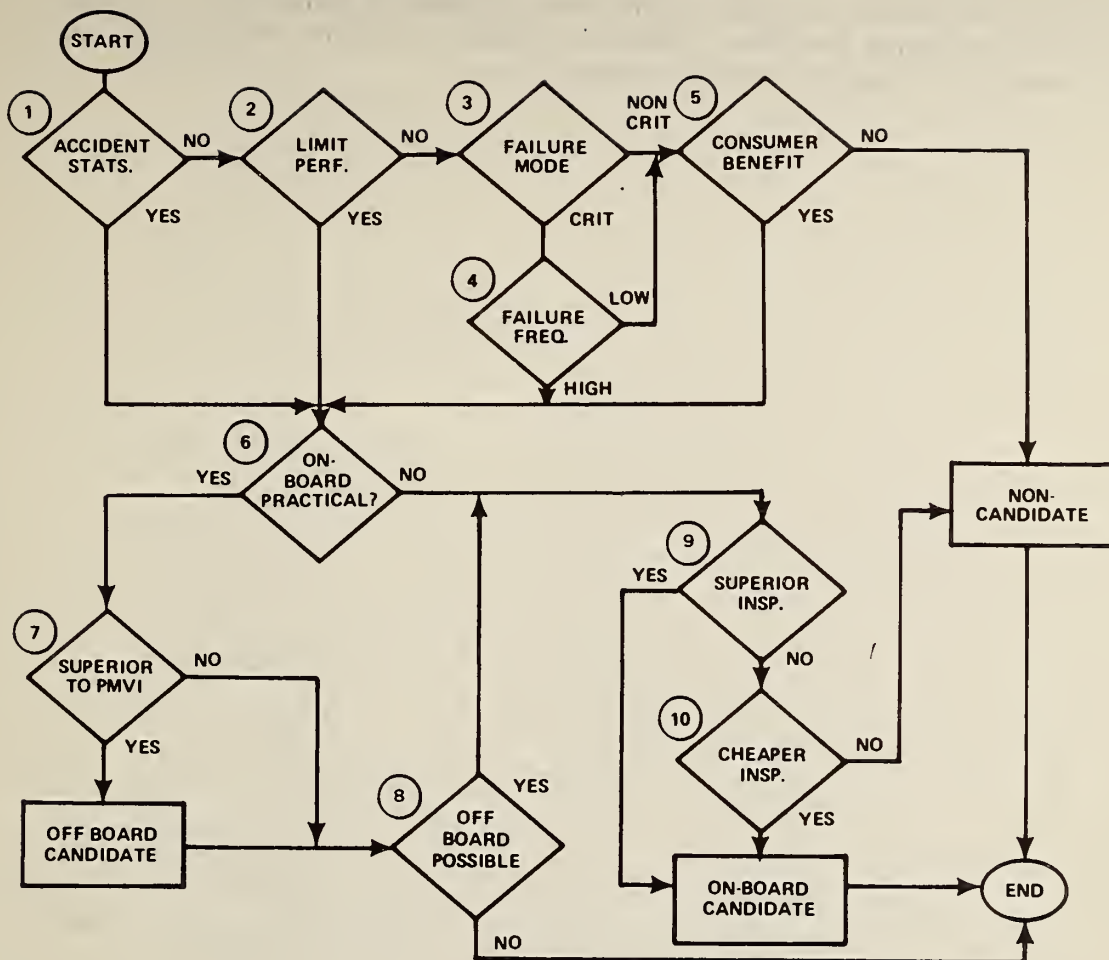 START
1
ACCIDENT
STATS.
NO
YES
2
LIMIT
PERF.
NO
YES
3
FAILURE
MODE
NON
CRIT
CRIT
4
FAILURE
FREQ.
LOW
HIGH
5
CONSUMER
BENEFIT
NO
YES
6
ON-
BOARD
PRACTICAL?
YES
NO
7
SUPERIOR
TO PMVI
NO
YES
OFF BOARD
CANDIDATE
8
OFF
BOARD
POSSIBLE
YES
NO
9
SUPERIOR
INSP.
YES
NO
10
CHEAPER
INSP.
NO
YES
ON-BOARD
CANDIDATE
NON-
CANDIDATE
END